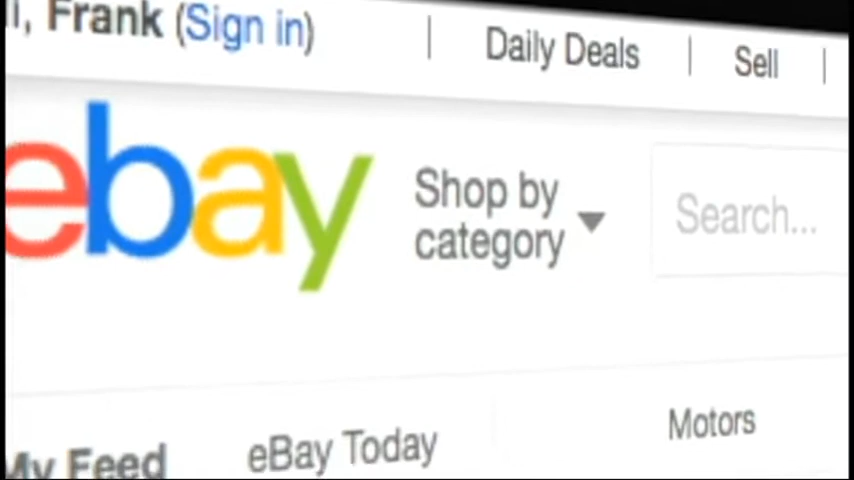 , Frank (Sign in) | Daily Deals | Sell |
ebay
Shop by
category
Search...
My Feed
eBay Today
Motors